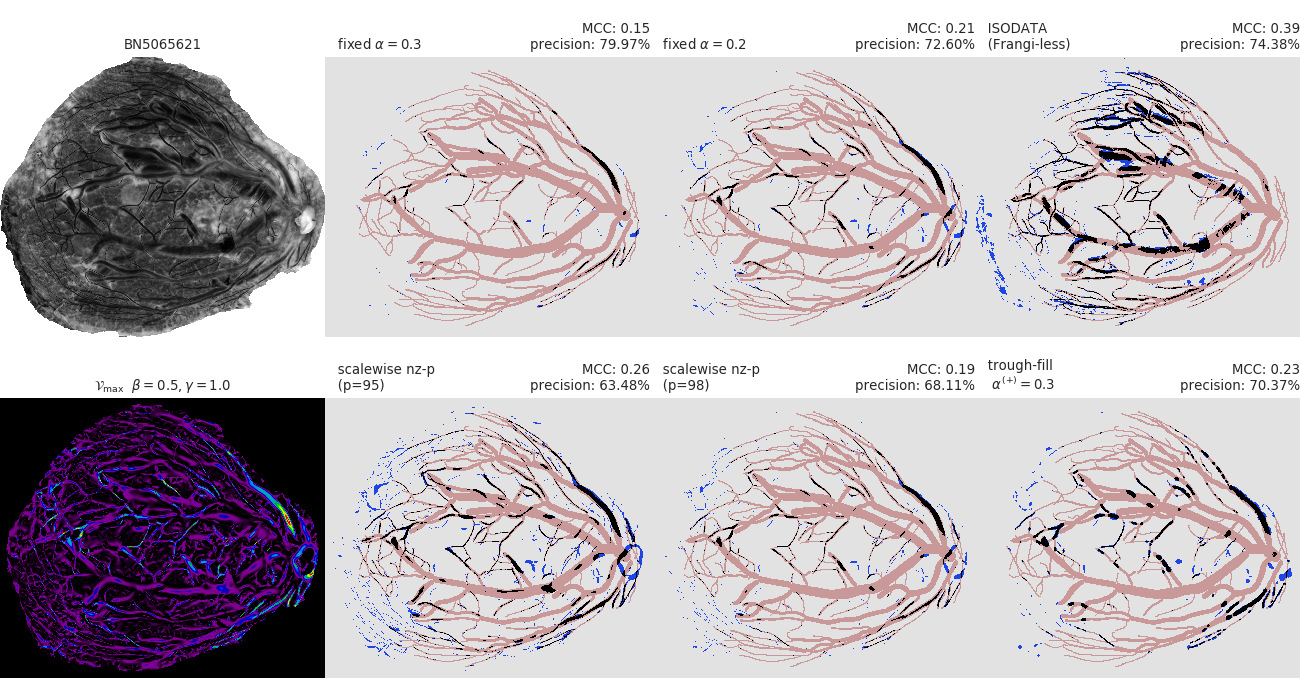 BN5065621
fixed α = 0.3
MCC: 0.15
precision: 79.97%
fixed α = 0.2
MCC: 0.21
precision: 72.60%
ISODATA
(Frangi-less)
MCC: 0.39
precision: 74.38%
𝒱max β = 0.5, γ = 1.0
scalewise nz-p
(p=95)
MCC: 0.26
precision: 63.48%
scalewise nz-p
(p=98)
MCC: 0.19
precision: 68.11%
trough-fill
α(+) = 0.3
MCC: 0.23
precision: 70.37%